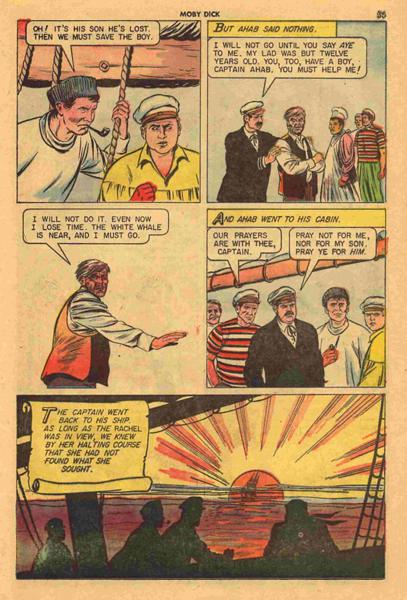 MOBY DICK
35
OH! IT'S HIS SON HE'S LOST.
THEN WE MUST SAVE THE BOY.
BUT AHAB SAID NOTHING.
I WILL NOT GO UNTIL YOU SAY AYE
TO ME. MY LAD WAS BUT TWELVE
YEARS OLD. YOU, TOO, HAVE A BOY,
CAPTAIN AHAB. YOU MUST HELP ME!
I WILL NOT DO IT. EVEN NOW
I LOSE TIME. THE WHITE WHALE
IS NEAR, AND I MUST GO.
AND AHAB WENT TO HIS CABIN.
OUR PRAYERS
ARE WITH THEE,
CAPTAIN.
PRAY NOT FOR ME,
NOR FOR MY SON.
PRAY YE FOR HIM.
THE CAPTAIN WENT
BACK TO HIS SHIP.
AS LONG AS THE RACHEL
WAS IN VIEW, WE KNEW
BY HER HALTING COURSE
THAT SHE HAD NOT
FOUND WHAT SHE
SOUGHT.